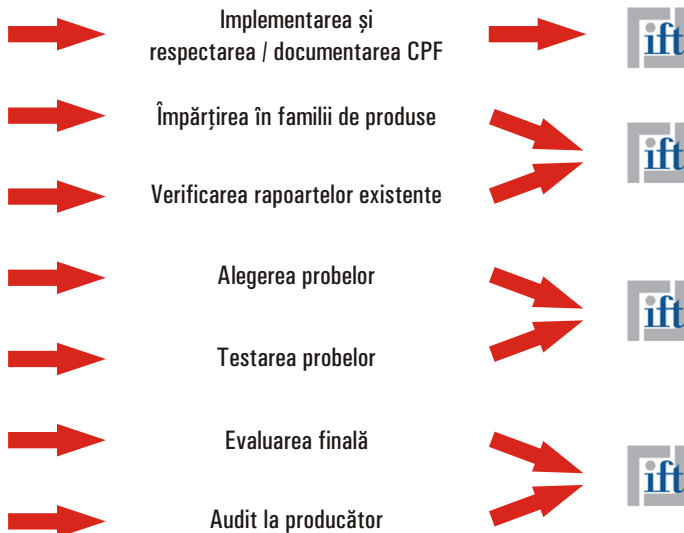 Implementarea și
respectarea / documentarea CPF
ift
Împărțirea în familii de produse
ift
Verificarea rapoartelor existente
Alegerea probelor
ift
Testarea probelor
Evaluarea finală
ift
Audit la producător